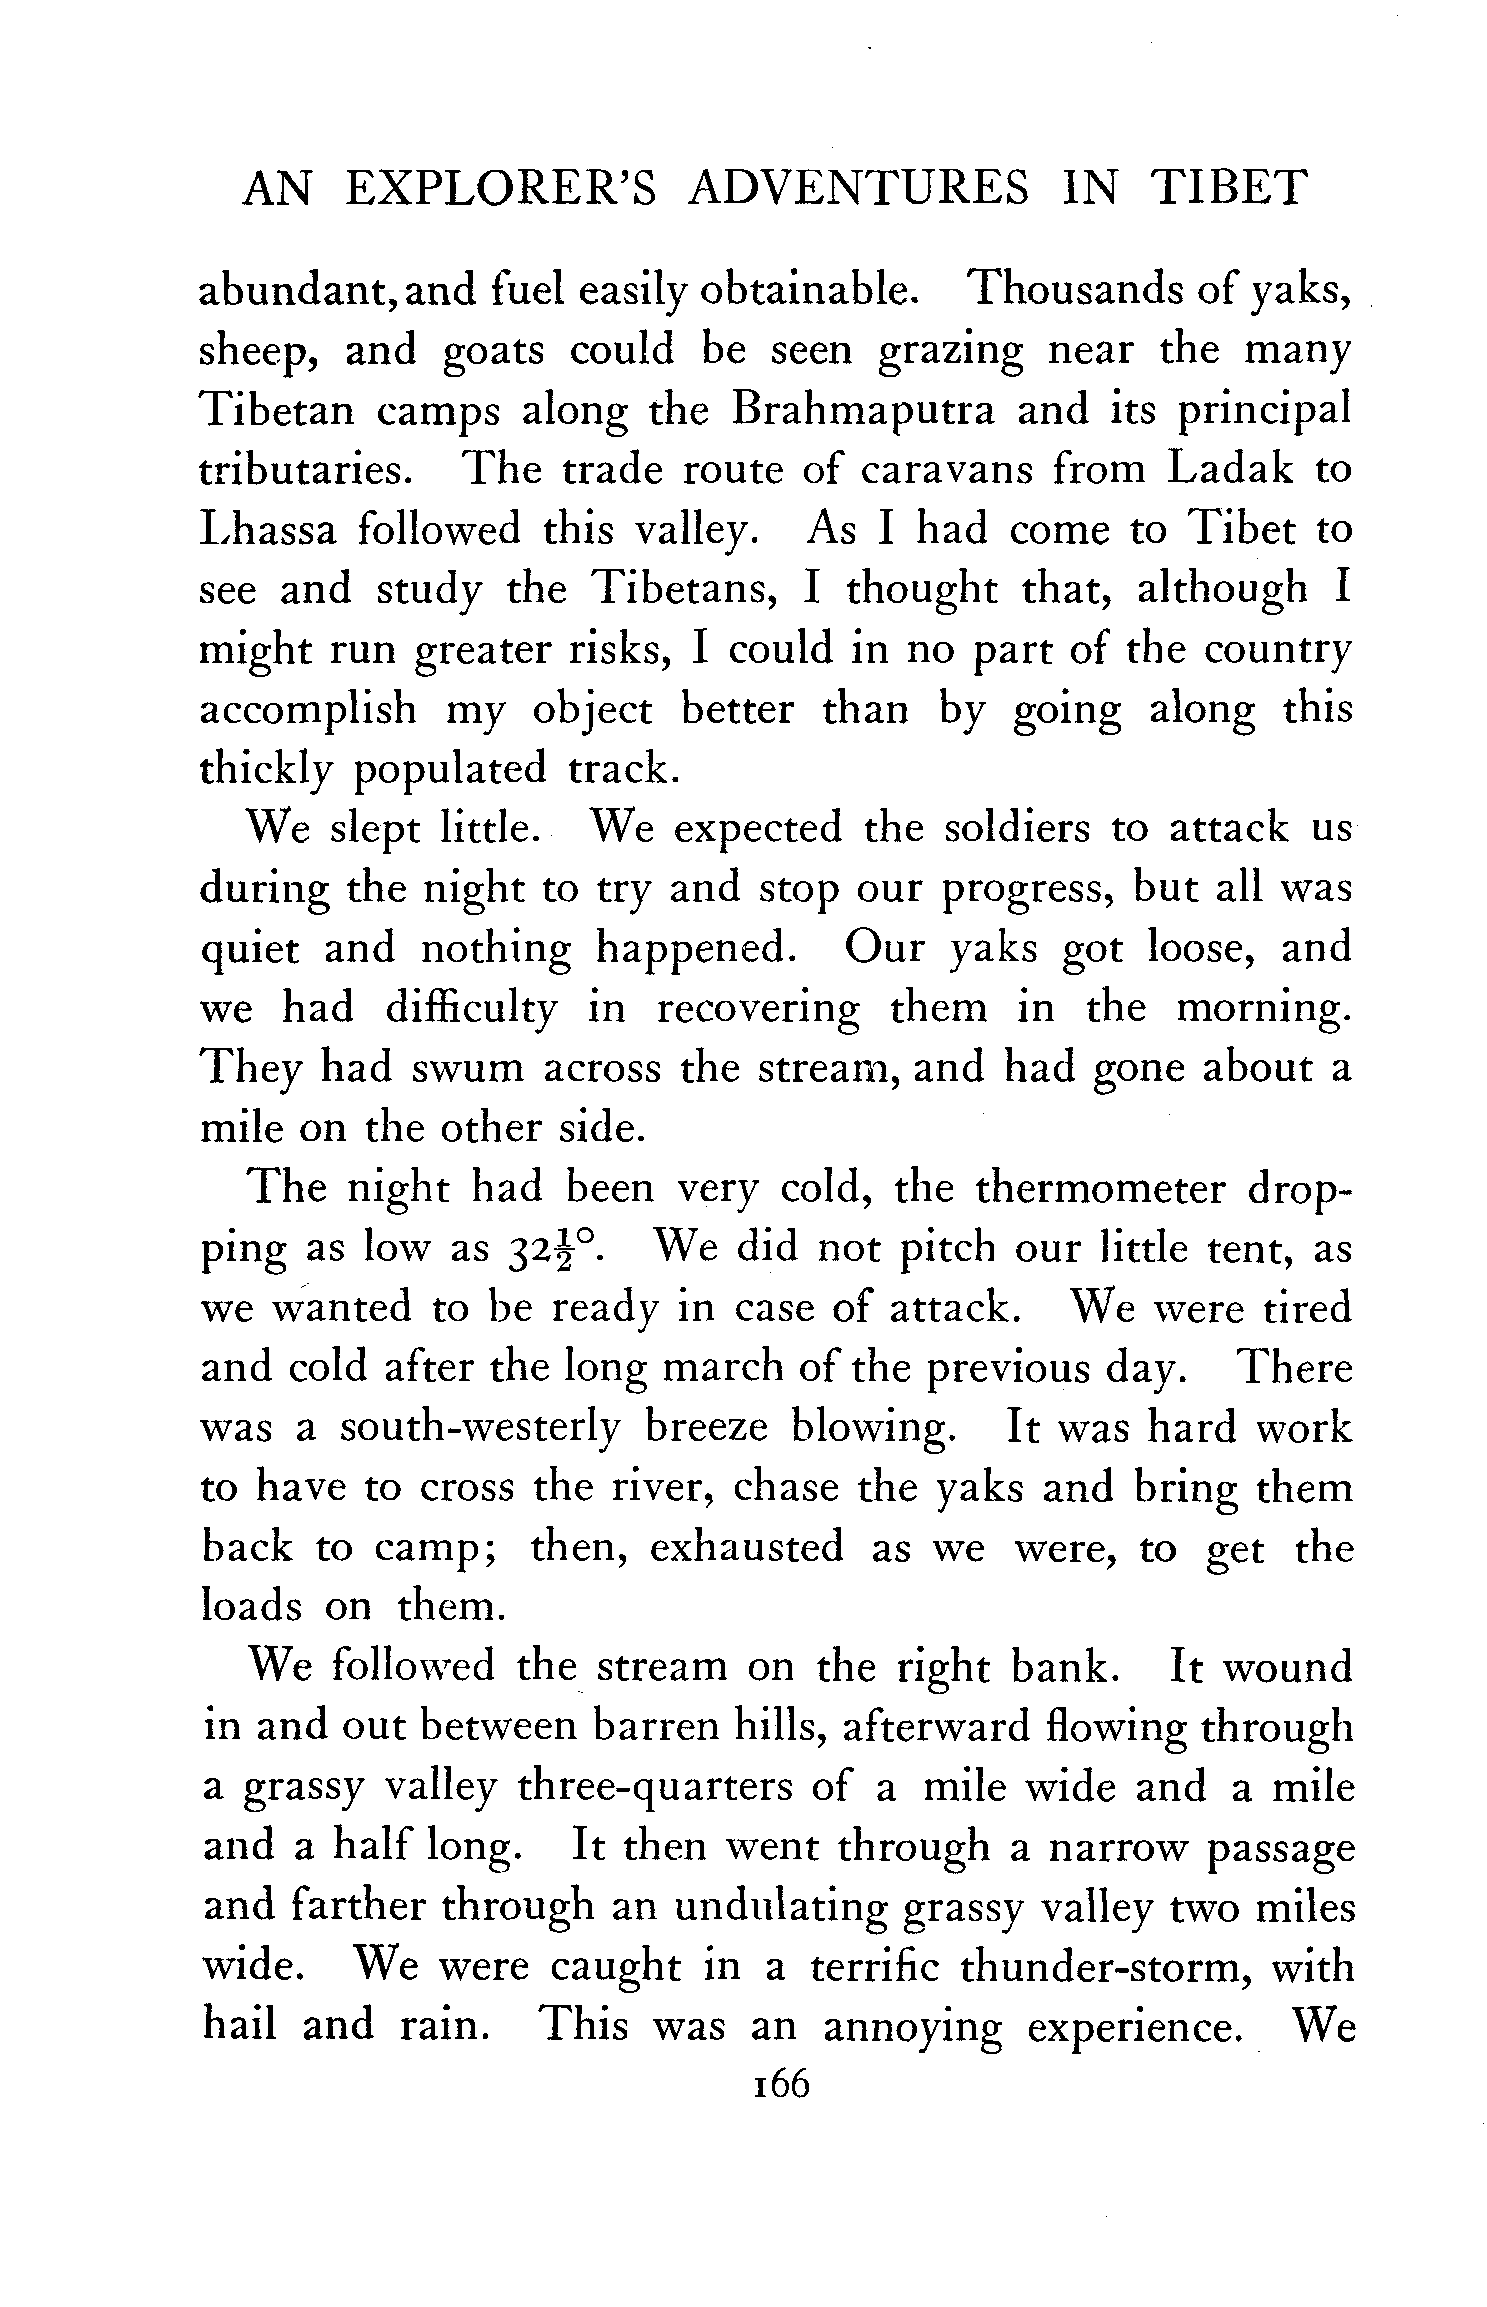 AN EXPLORER'S ADVENTURES IN TIBET
abundant, and fuel easily obtainable. Thousands of yaks,
sheep, and goats could be seen grazing near the many
Tibetan camps along the Brahmaputra and its principal
tributaries. The trade route of caravans from Ladak to
Lhassa followed this valley. As I had come to Tibet to
see and study the Tibetans, I thought that, although I
might run greater risks, I could in no part of the country
accomplish my object better than by going along this
thickly populated track.
We slept little. We expected the soldiers to attack us
during the night to try and stop our progress, but all was
quiet and nothing happened. Our yaks got loose, and
we had difficulty in recovering them in the morning.
They had swum across the stream, and had gone about a
mile on the other side.
The night had been very cold, the thermometer drop-
ping as low as 32½°. We did not pitch our little tent, as
we wanted to be ready in case of attack. We were tired
and cold after the long march of the previous day. There
was a south-westerly breeze blowing. It was hard work
to have to cross the river, chase the yaks and bring them
back to camp; then, exhausted as we were, to get the
loads on them.
We followed the stream on the right bank. It wound
in and out between barren hills, afterward flowing through
a grassy valley three-quarters of a mile wide and a mile
and a half long. It then went through a narrow passage
and farther through an undulating grassy valley two miles
wide. We were caught in a terrific thunder-storm, with
hail and rain. This was an annoying experience. We
166